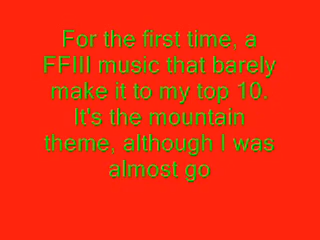 For the first time, a
FFIII music that barely
make it to my top 10.
It's the mountain
theme, although I was
almost go